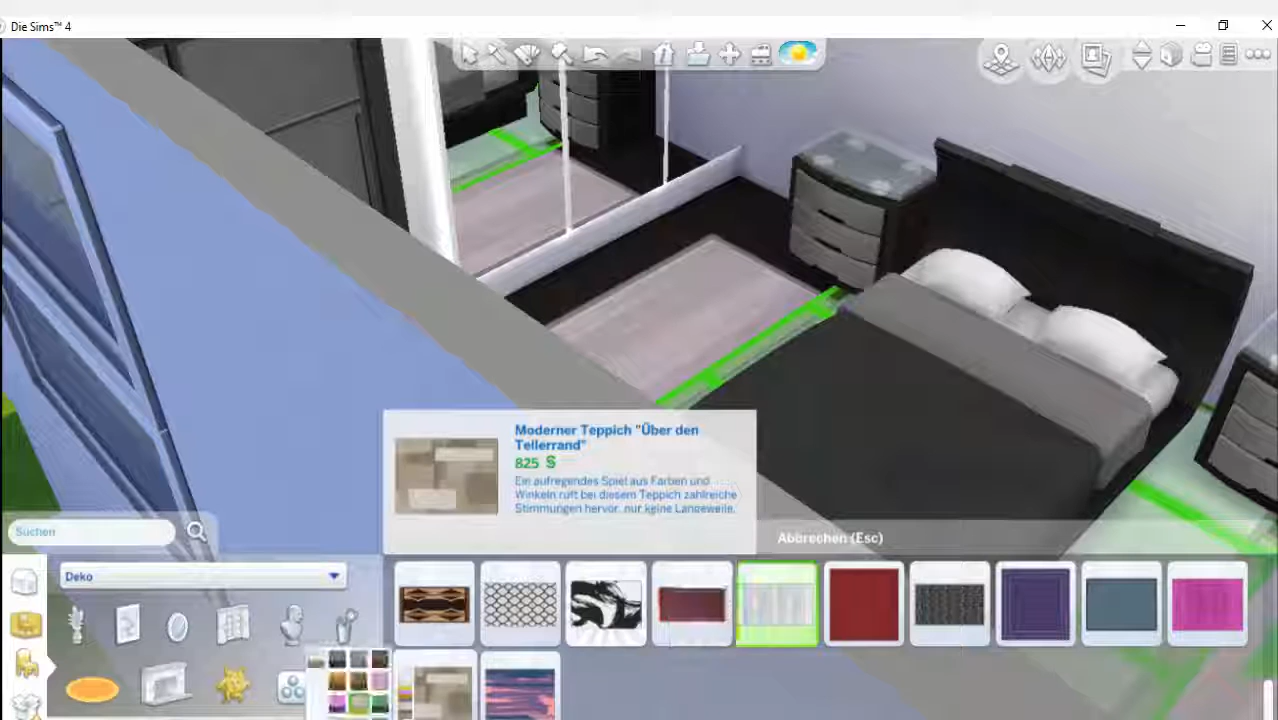 Die Sims™ 4
Moderner Teppich "Über den
Tellerrand"
825 §
Ein aufregendes Spiel aus Farben und
Winkeln ruft bei diesem Teppich zahlreiche
Stimmungen hervor, nur keine Langeweile.
Suchen
Abbrechen (Esc)
Deko